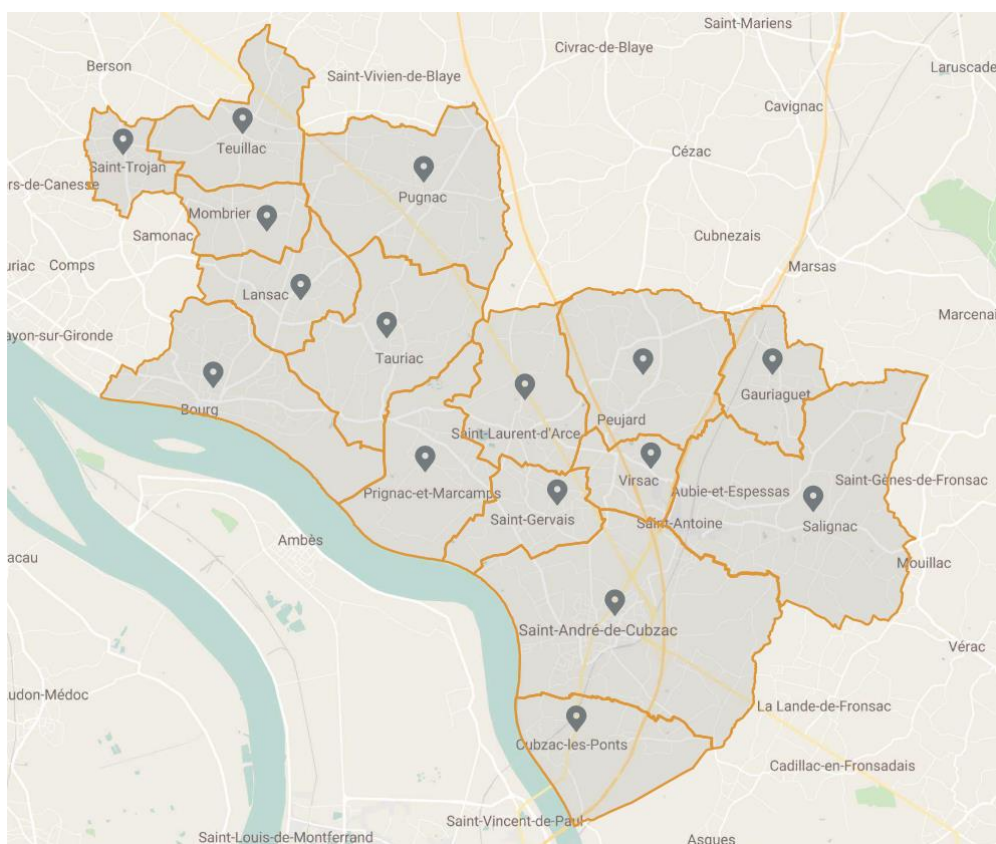 Saint-Mariens
Civrac-de-Blaye
Berson
Laruscade
Saint-Vivien-de-Blaye
Cavignac
Teuillac
Cézac
Saint-Trojan
ers-de-Canesse
Pugnac
Mombrier
Samonac
Cubnezais
uriac
Comps
Marsas
Lansac
Marcenai
ayon-sur-Gironde
Tauriac
Gauriaguet
Bourg
Peujard
Saint-Laurent-d'Arce
Saint-Gênes-de-Fronsac
Virsac
Prignac-et-Marcamps
Aubie-et-Espessas
Saint-Gervais
Saint-Antoine
Salignac
Ambès
acau
Mouillac
Saint-André-de-Cubzac
Vérac
udon-Médoc
La Lande-de-Fronsac
Cubzac-les-Ponts
Cadillac-en-Fronsadais
Saint-Vincent-de-Paul
Saint-Louis-de-Montferrand
Asques